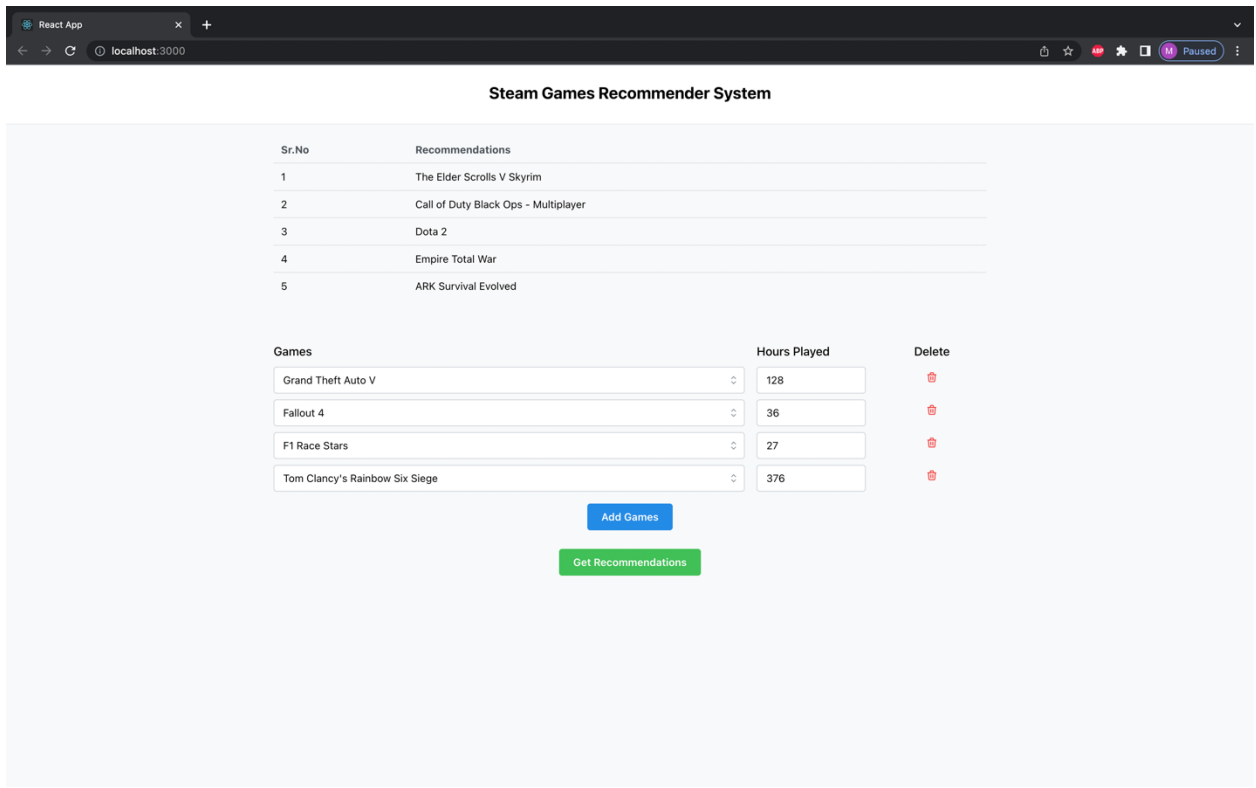 React App
localhost:3000
ABP
M Paused
Steam Games Recommender System
Sr.No Recommendations
1 The Elder Scrolls V Skyrim
2 Call of Duty Black Ops - Multiplayer
3 Dota 2
4 Empire Total War
5 ARK Survival Evolved
Games Hours Played Delete
Grand Theft Auto V 128
Fallout 4 36
F1 Race Stars 27
Tom Clancy's Rainbow Six Siege 376
Add Games
Get Recommendations